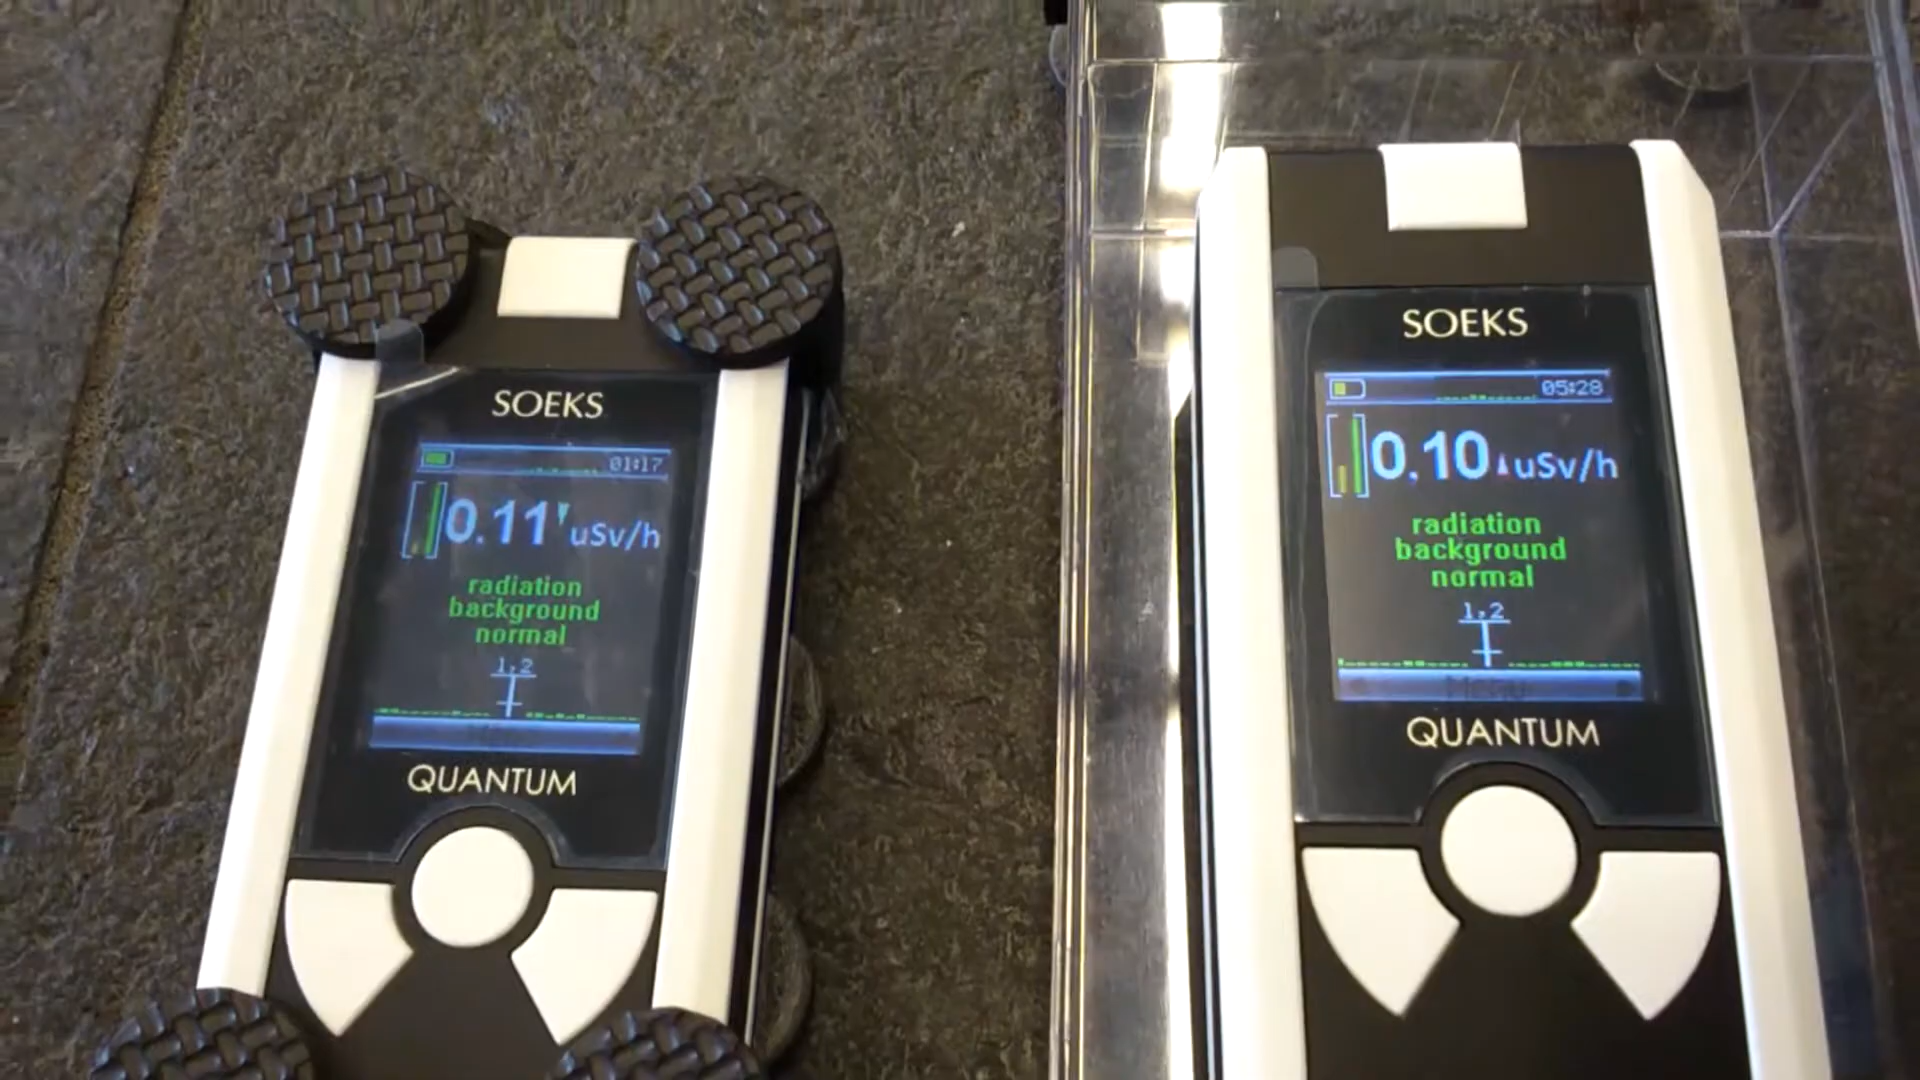 SOEKS
01:17
0.11 uSv/h
radiation
background
normal
1,2
QUANTUM
SOEKS
05:28
0.10 uSv/h
radiation
background
normal
1,2
Menu
QUANTUM